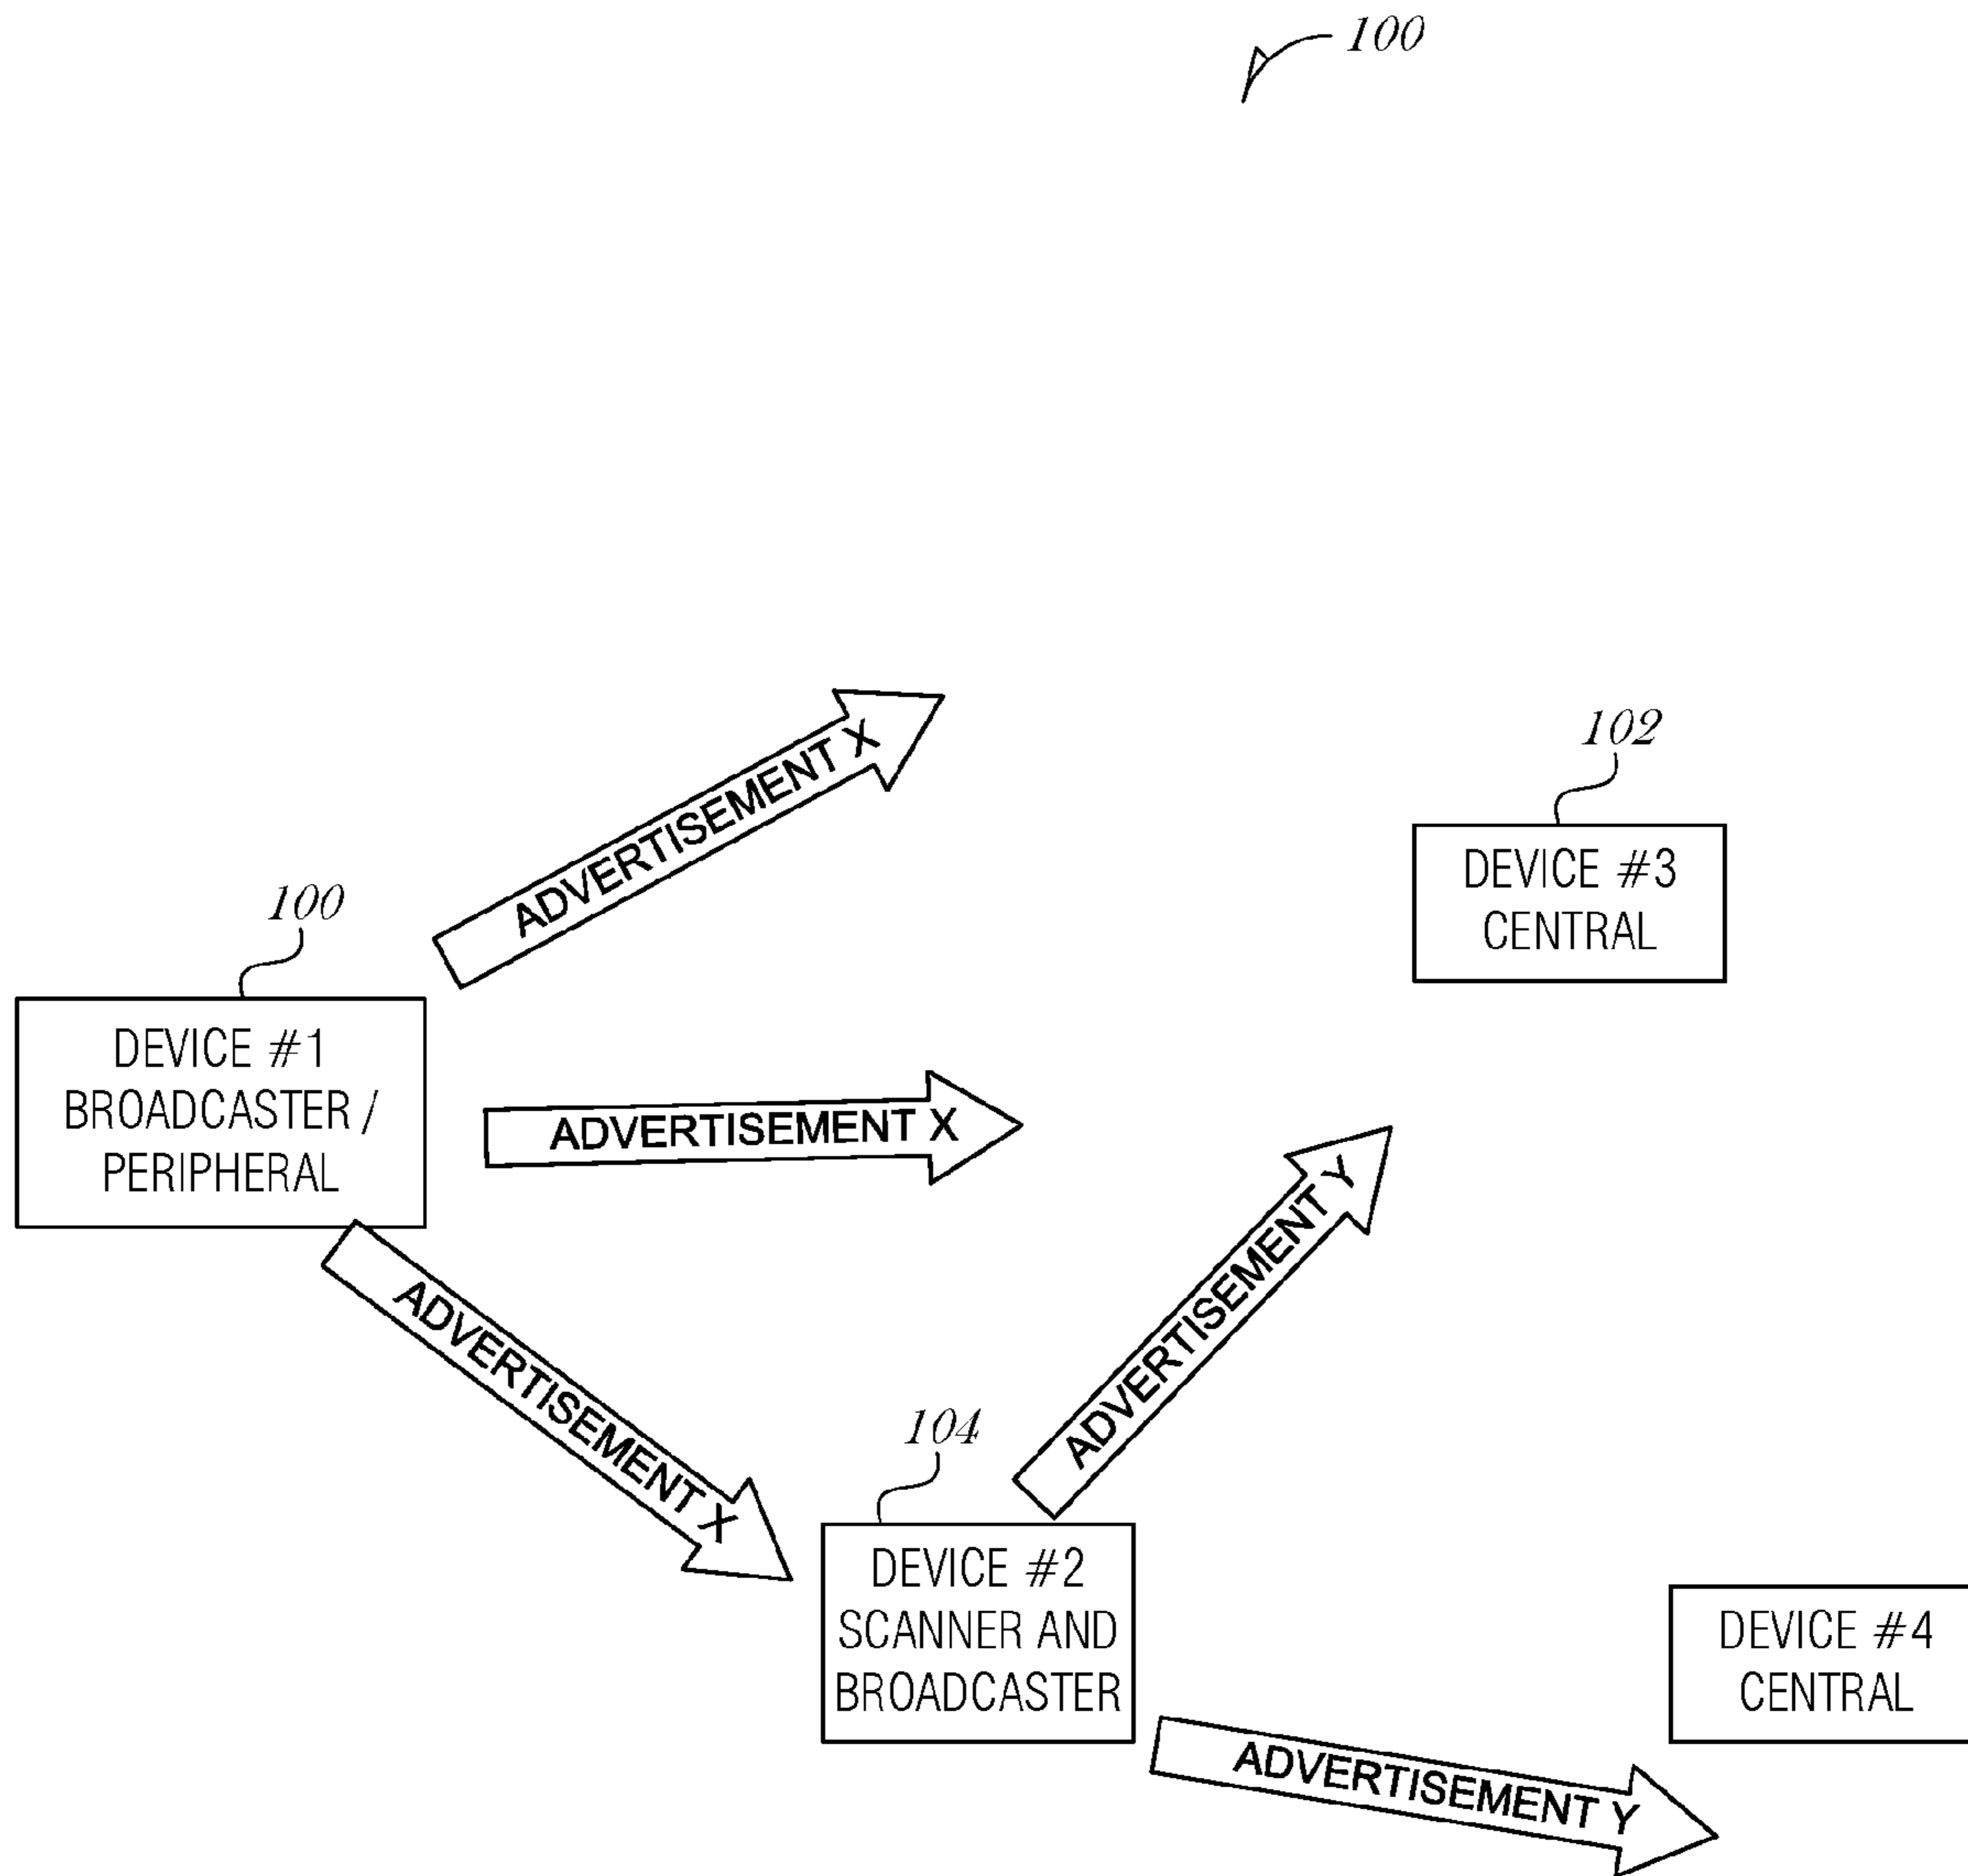 100
ADVERTISEMENT X
102
DEVICE #3
CENTRAL
100
DEVICE #1
BROADCASTER /
PERIPHERAL
ADVERTISEMENT X
ADVERTISEMENT X
ADVERTISEMENT Y
104
DEVICE #2
SCANNER AND
BROADCASTER
DEVICE #4
CENTRAL
ADVERTISEMENT Y